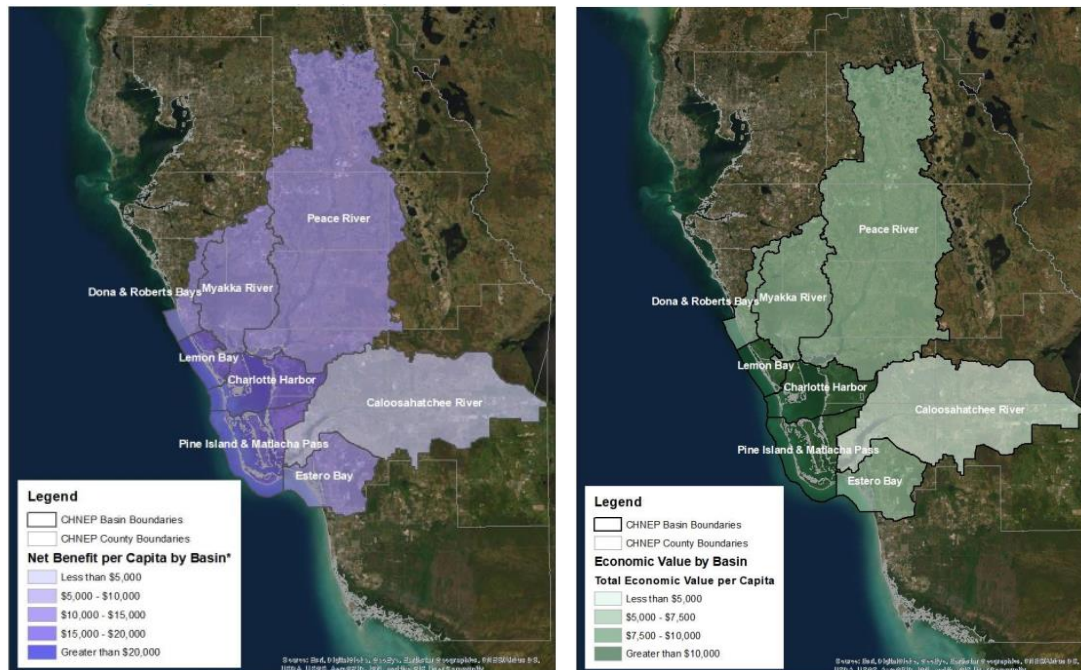 Peace River
Myakka River
Dona & Roberts Bays
Lemon Bay
Charlotte Harbor
Caloosahatchee River
Pine Island & Matlacha Pass
Estero Bay
Legend
CHNEP Basin Boundaries
CHNEP County Boundaries
Net Benefit per Capita by Basin*
Less than $5,000
$5,000 - $10,000
$10,000 - $15,000
$15,000 - $20,000
Greater than $20,000
Peace River
Myakka River
Dona & Roberts Bays
Lemon Bay
Charlotte Harbor
Caloosahatchee River
Pine Island & Matlacha Pass
Estero Bay
Legend
CHNEP Basin Boundaries
CHNEP County Boundaries
Economic Value by Basin
Total Economic Value per Capita
Less than $5,000
$5,000 - $7,500
$7,500 - $10,000
Greater than $10,000